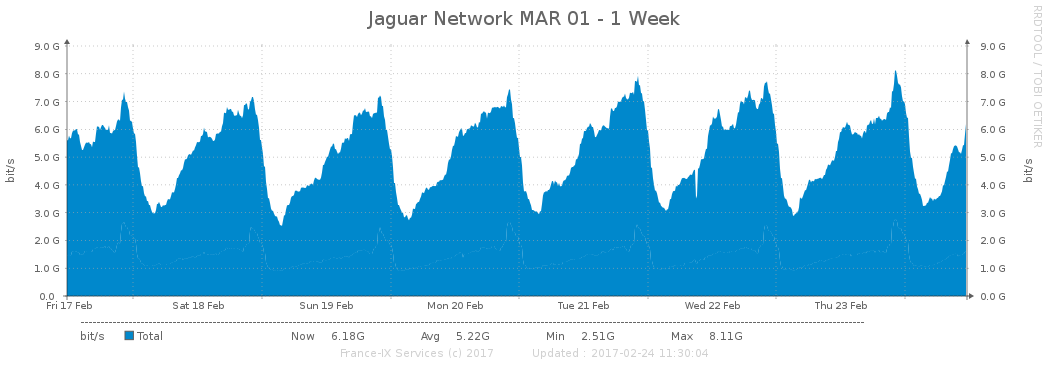 Jaguar Network MAR 01 - 1 Week
RRDTOOL / TOBI OETIKER
bit/s
9.0 G 9.0 G
8.0 G 8.0 G
7.0 G 7.0 G
6.0 G 6.0 G
5.0 G 5.0 G
4.0 G 4.0 G
3.0 G 3.0 G
2.0 G 2.0 G
1.0 G 1.0 G
0.0 0.0 G
bit/s
Fri 17 Feb Sat 18 Feb Sun 19 Feb Mon 20 Feb Tue 21 Feb Wed 22 Feb Thu 23 Feb
bit/s Total Now 6.18G Avg 5.22G Min 2.51G Max 8.11G
France-IX Services (c) 2017 Updated : 2017-02-24 11:30:04